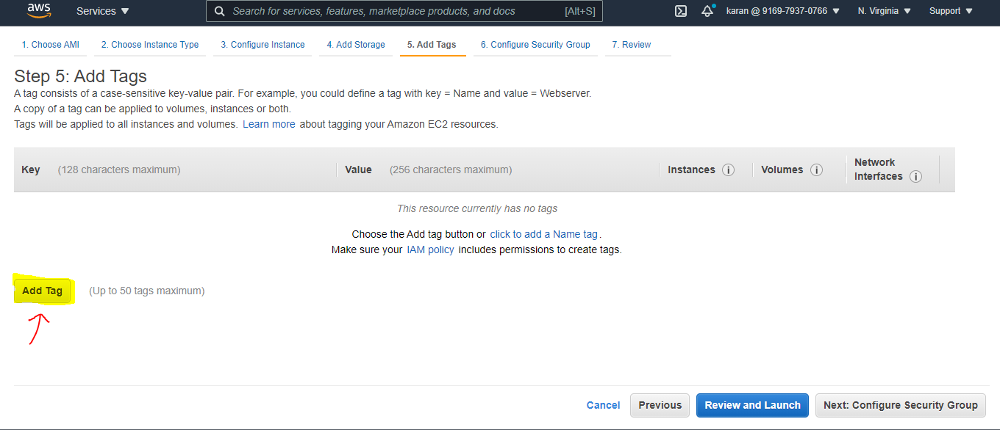 aws Services Search for services, features, marketplace products, and docs [Alt+S] karan @ 9169-7937-0766 N. Virginia Support
1. Choose AMI 2. Choose Instance Type 3. Configure Instance 4. Add Storage 5. Add Tags 6. Configure Security Group 7. Review
Step 5: Add Tags
A tag consists of a case-sensitive key-value pair. For example, you could define a tag with key = Name and value = Webserver.
A copy of a tag can be applied to volumes, instances or both.
Tags will be applied to all instances and volumes. Learn more about tagging your Amazon EC2 resources.
Key (128 characters maximum) Value (256 characters maximum) Instances i Volumes i Network
Interfaces i
This resource currently has no tags
Choose the Add tag button or click to add a Name tag.
Make sure your IAM policy includes permissions to create tags.
Add Tag (Up to 50 tags maximum)
Cancel Previous Review and Launch Next: Configure Security Group